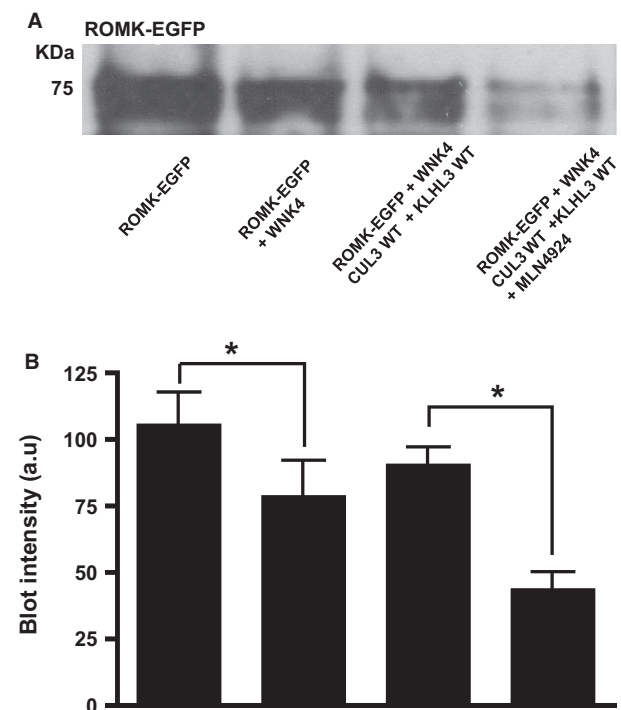 A
ROMK-EGFP
KDa
75
ROMK-EGFP
ROMK-EGFP
+ WNK4
ROMK-EGFP + WNK4
CUL3 WT + KLHL3 WT
ROMK-EGFP + WNK4
CUL3 WT +KLHL3 WT
+ MLN4924
B
Blot intensity (a.u)
125
100
75
50
25
0
*
*